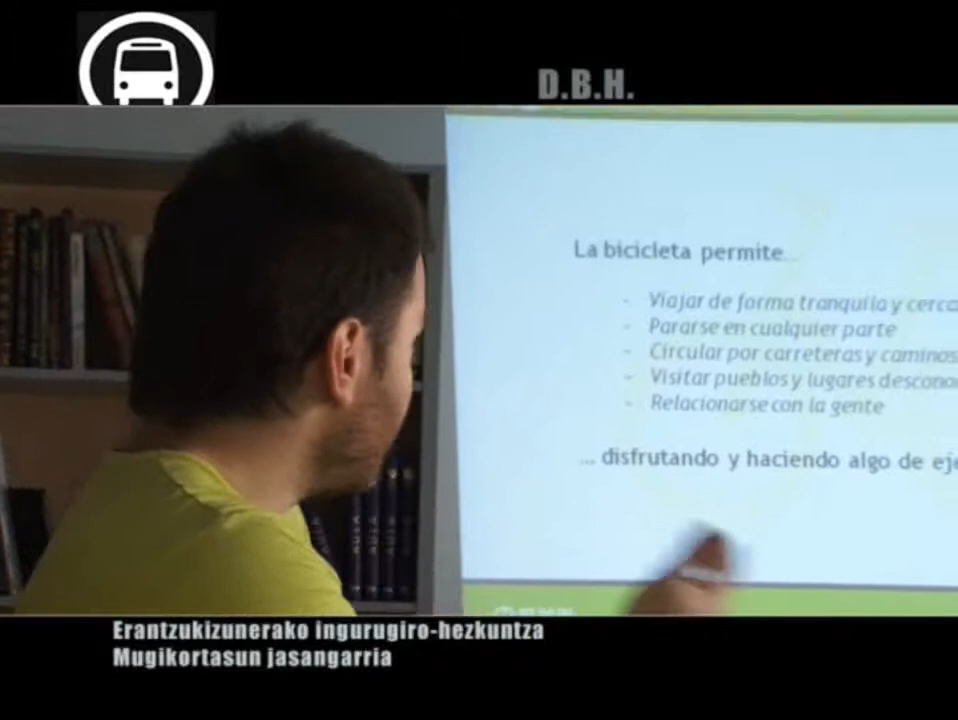 D.B.H.
La bicicleta permite...
- Viajar de forma tranquila y
- Pararse en cualquier parte
- Circular por carreteras y caminos
- Visitar pueblos y lugares
- Relacionarse con la gente
... disfrutando y haciendo algo de
Erantzukizunerako ingurugiro-hezkuntza
Mugikortasun jasangarria